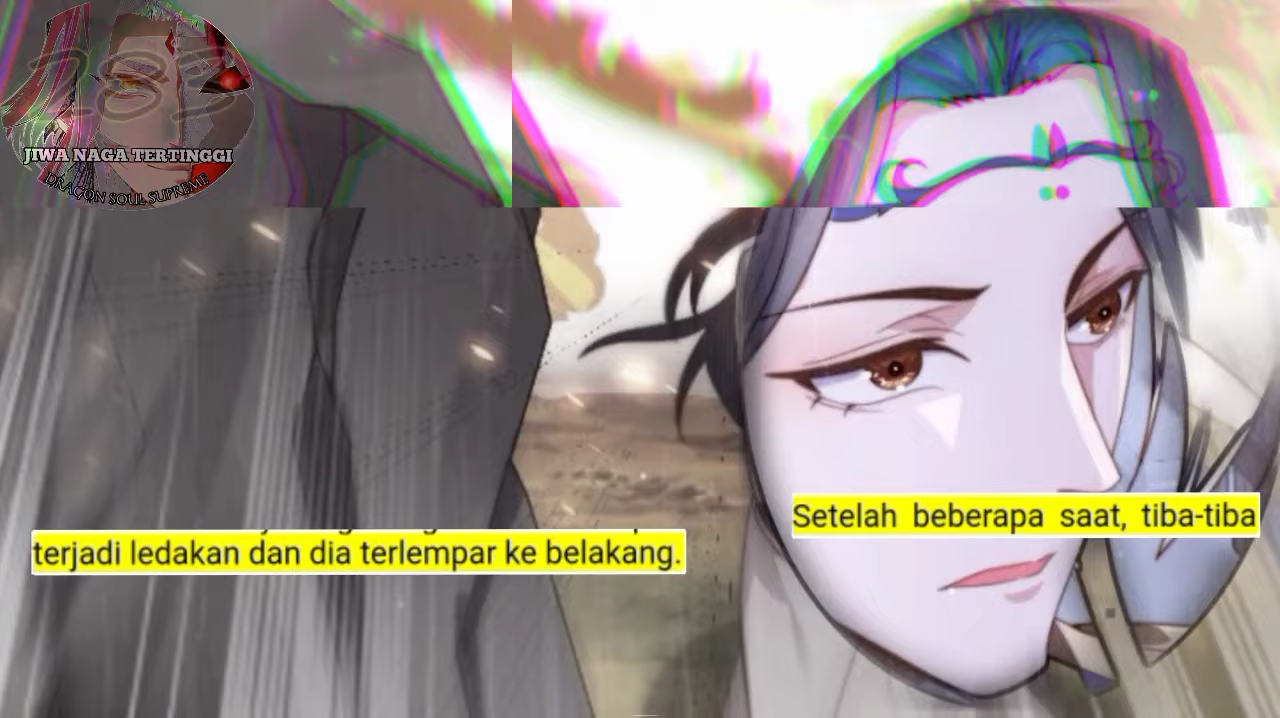 JIWA NAGA TERTINGGI
DRAGON SOUL SUPREME
Setelah beberapa saat, tiba-tiba
terjadi ledakan dan dia terlempar ke belakang.